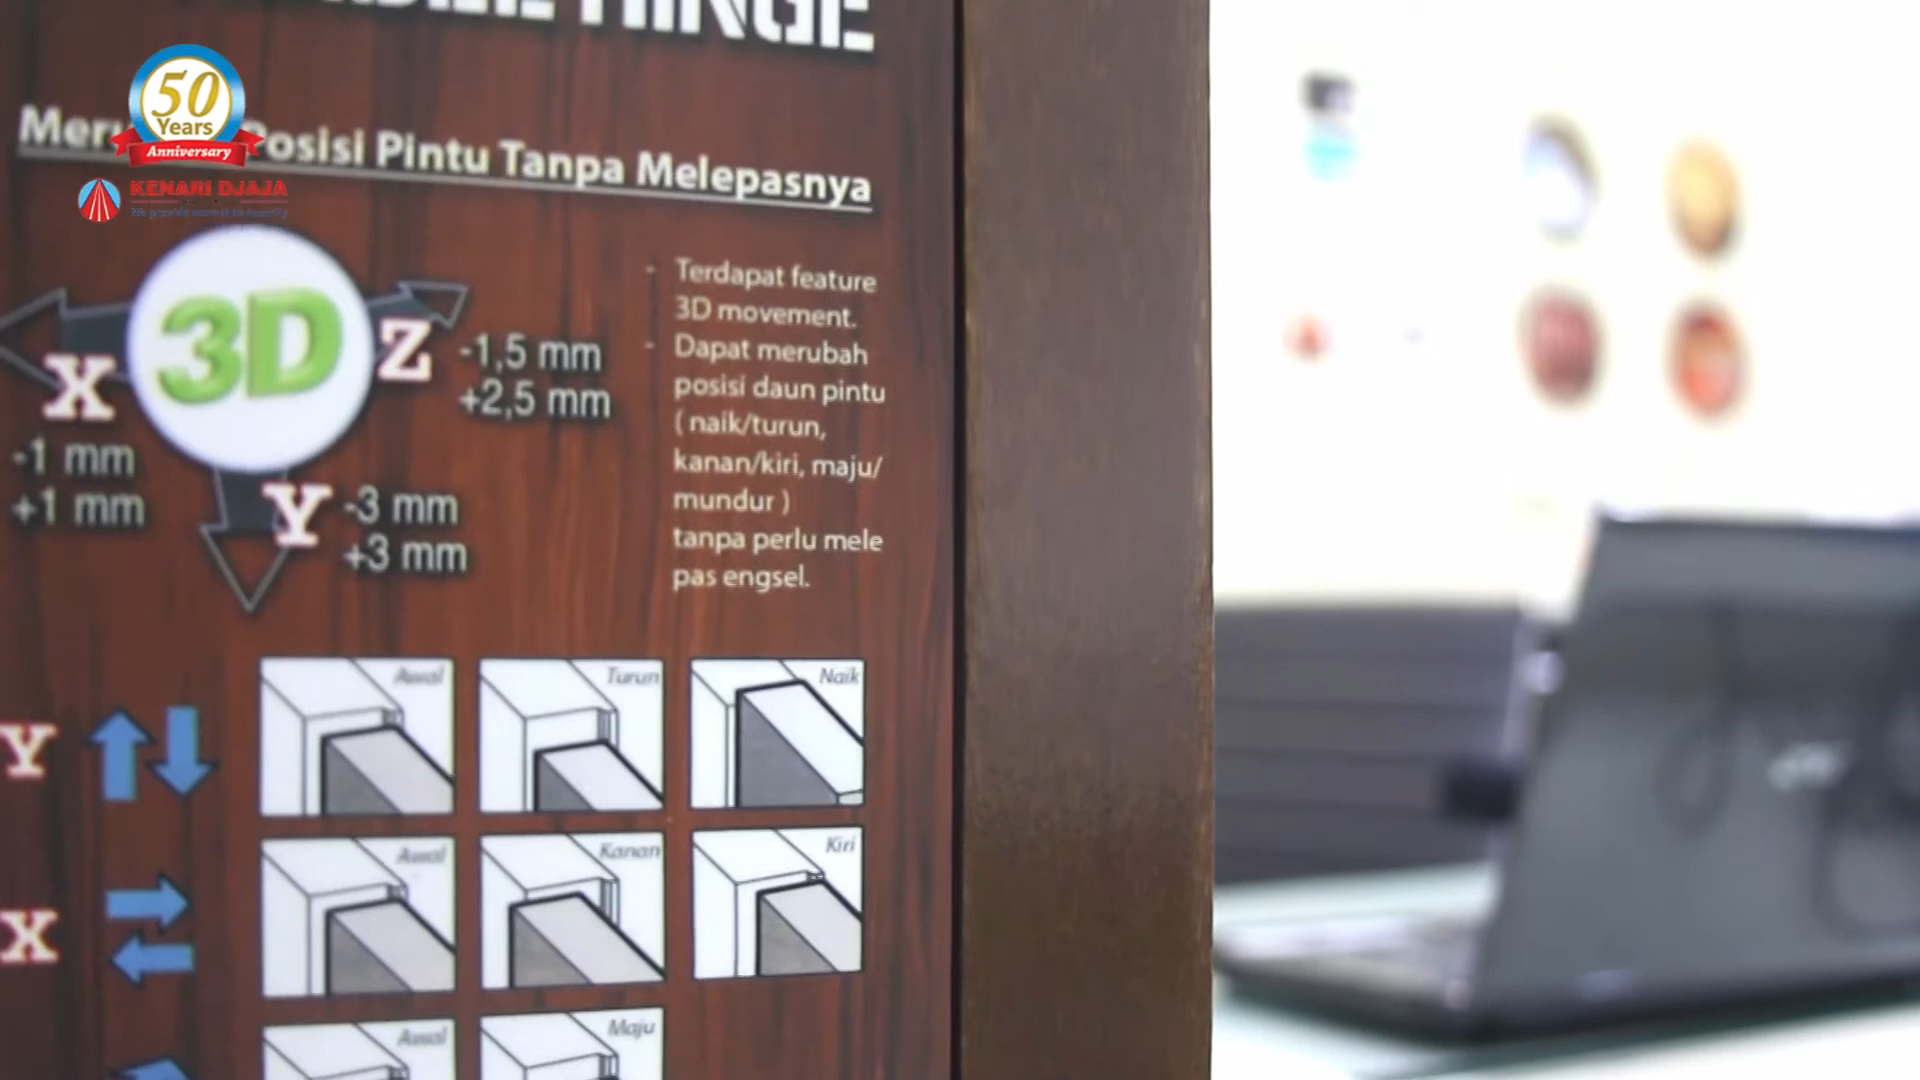 HINGE
50
Years
Anniversary
Posisi Pintu Tanpa Melepasnya
KENARI DJAJA
3D
X
-1 mm
+1 mm
Z
-1,5 mm
+2,5 mm
Y
-3 mm
+3 mm
- Terdapat feature
3D movement.
- Dapat merubah
posisi daun pintu
( naik/turun,
kanan/kiri, maju/
mundur )
tanpa perlu mele
pas engsel.
Y
Awal
Turun
Naik
X
Awal
Kanan
Kiri
Awal
Maju